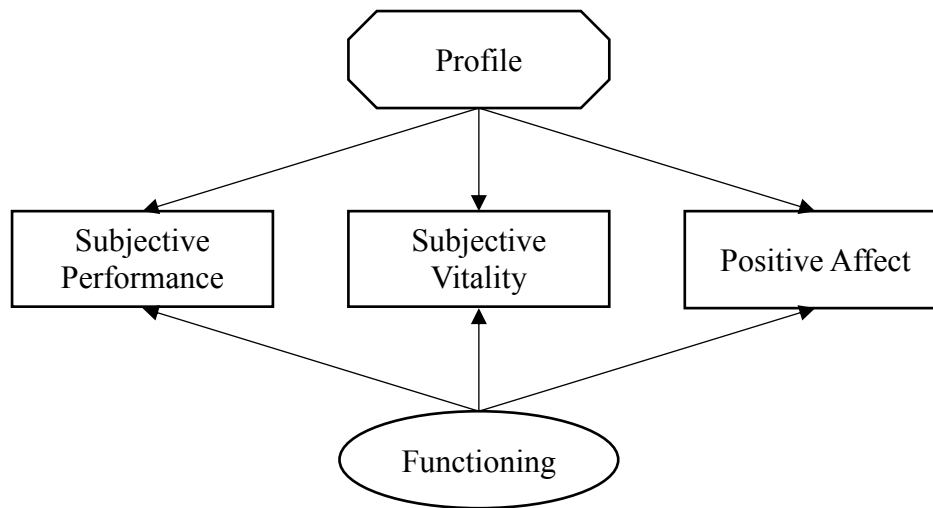 Profile
Subjective
Performance
Subjective
Vitality
Positive Affect
Functioning